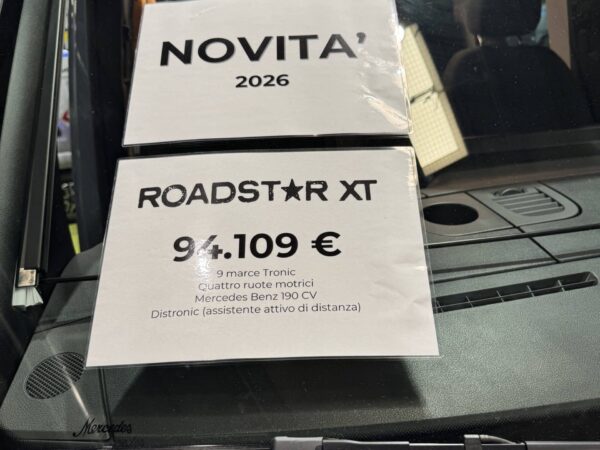 NOVITA'
2026
ROADST★R XT
94.109 €
9 marce Tronic
Quattro ruote motrici
Mercedes Benz 190 CV
Distronic (assistente attivo di distanza)
Mercedes